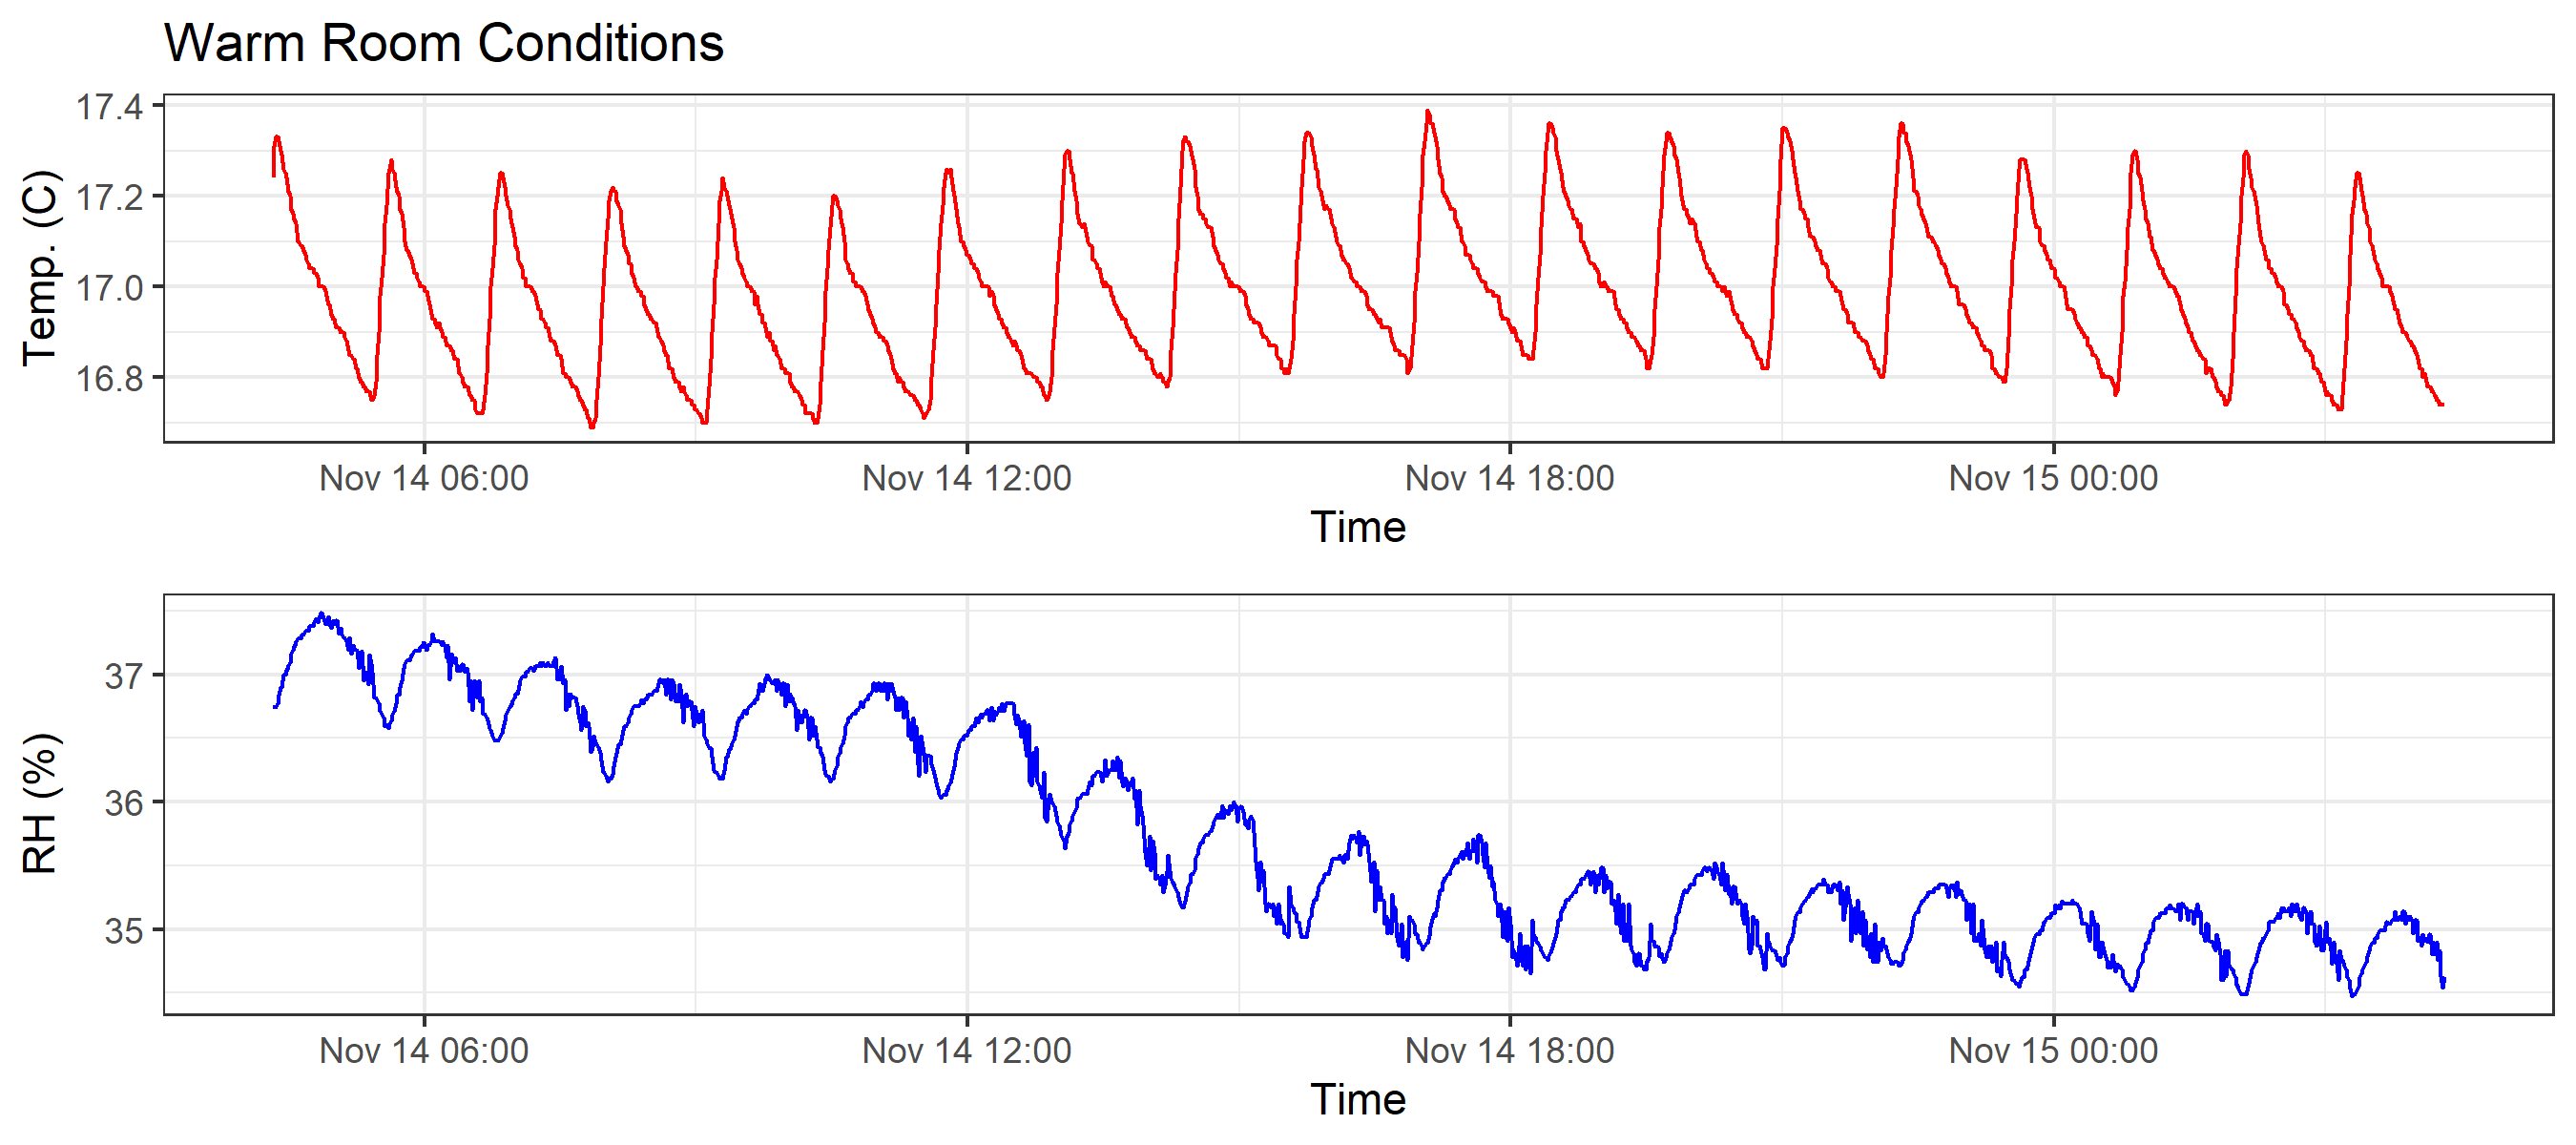 Warm Room Conditions
Temp. (C)
17.4
17.2
17.0
16.8
Nov 14 06:00 Nov 14 12:00 Nov 14 18:00 Nov 15 00:00
Time
RH (%)
37
36
35
Nov 14 06:00 Nov 14 12:00 Nov 14 18:00 Nov 15 00:00
Time